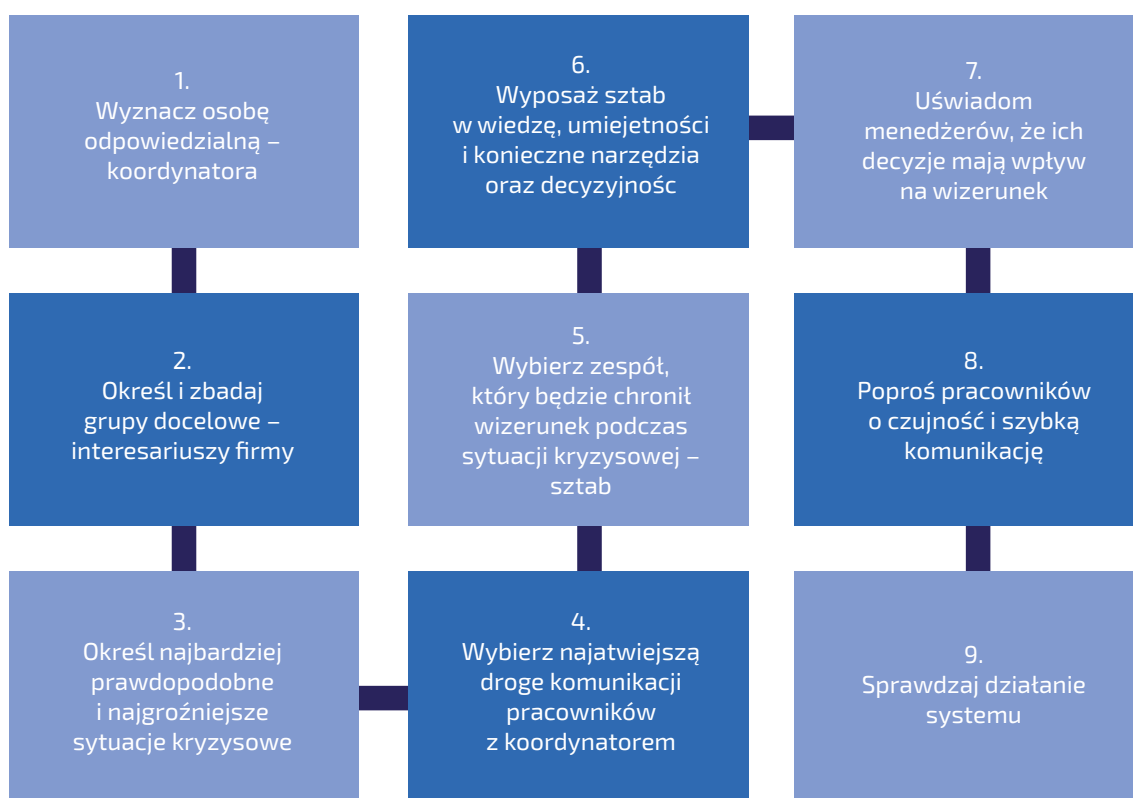 1.
Wyznacz osobę
odpowiedzialną –
koordynatora
2.
Określ i zbadaj
grupy docelowe –
interesariuszy firmy
3.
Określ najbardziej
prawdopodobne
i najgroźniejsze
sytuacje kryzysowe
4.
Wybierz najatwiejszą
droge komunikacji
pracowników
z koordynatorem
5.
Wybierz zespół,
który będzie chronił
wizerunek podczas
sytuacji kryzysowej –
sztab
6.
Wyposaż sztab
w wiedzę, umiejetności
i konieczne narzędzia
oraz decyzyjnośc
7.
Uświadom
menedżerów, że ich
decyzje mają wpływ
na wizerunek
8.
Poproś pracowników
o czujność i szybką
komunikację
9.
Sprawdzaj działanie
systemu